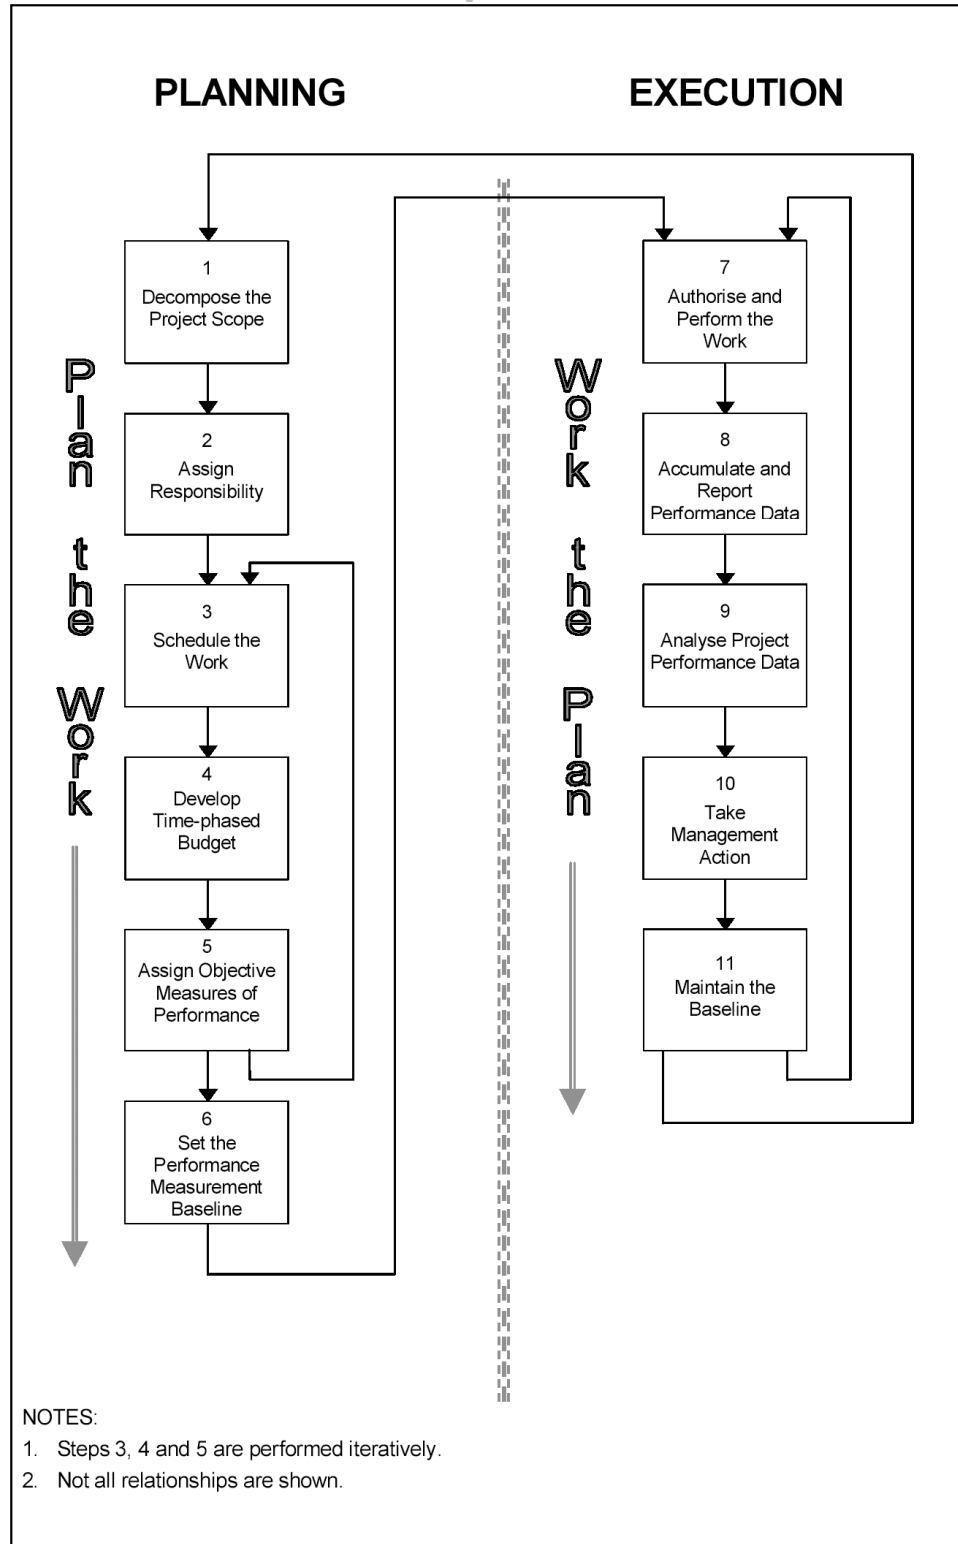 PLANNING
EXECUTION
1
Decompose the
Project Scope
2
Assign
Responsibility
3
Schedule the
Work
4
Develop
Time-phased
Budget
5
Assign Objective
Measures of
Performance
6
Set the
Performance
Measurement
Baseline
Plan the Work
7
Authorise and
Perform the
Work
8
Accumulate and
Report
Performance Data
9
Analyse Project
Performance Data
10
Take
Management
Action
11
Maintain the
Baseline
Work the Plan
NOTES:
1. Steps 3, 4 and 5 are performed iteratively.
2. Not all relationships are shown.